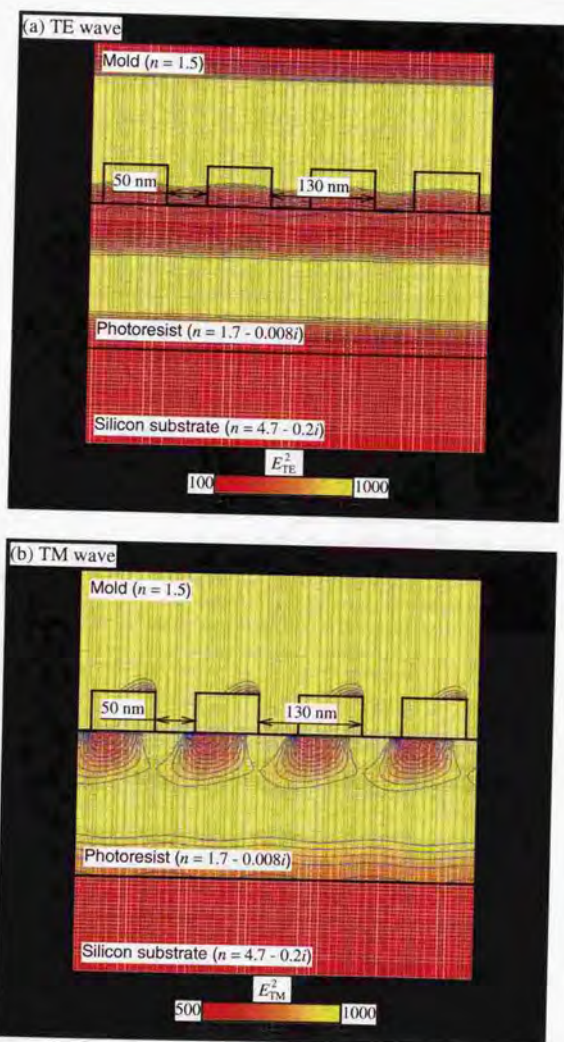 (a) TE wave
Mold (n = 1.5)
50 nm
130 nm
Photoresist (n = 1.7 - 0.008i)
Silicon substrate (n = 4.7 - 0.2i)
E²TE
100
1000
(b) TM wave
Mold (n = 1.5)
50 nm
130 nm
Photoresist (n = 1.7 - 0.008i)
Silicon substrate (n = 4.7 - 0.2i)
E²TM
500
1000